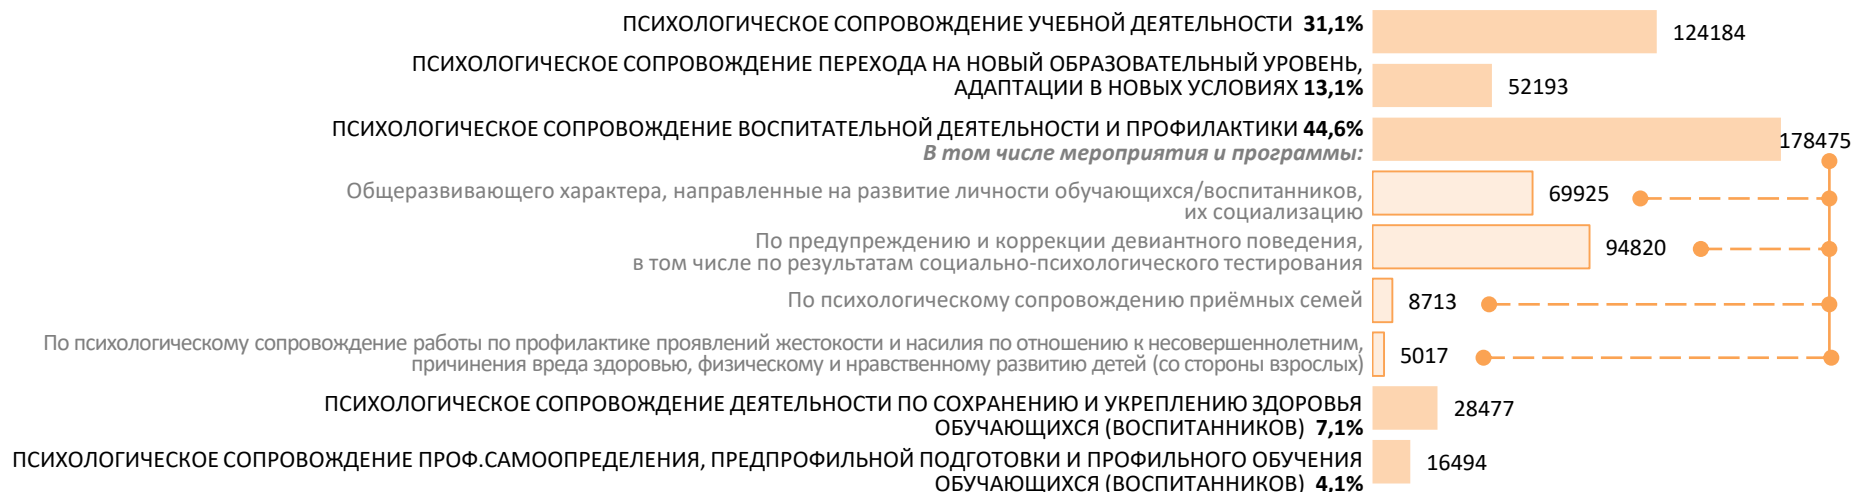 ПСИХОЛОГИЧЕСКОЕ СОПРОВОЖДЕНИЕ УЧЕБНОЙ ДЕЯТЕЛЬНОСТИ 31,1%
124184
ПСИХОЛОГИЧЕСКОЕ СОПРОВОЖДЕНИЕ ПЕРЕХОДА НА НОВЫЙ ОБРАЗОВАТЕЛЬНЫЙ УРОВЕНЬ,
АДАПТАЦИИ В НОВЫХ УСЛОВИЯХ 13,1%
52193
ПСИХОЛОГИЧЕСКОЕ СОПРОВОЖДЕНИЕ ВОСПИТАТЕЛЬНОЙ ДЕЯТЕЛЬНОСТИ И ПРОФИЛАКТИКИ 44,6%
178475
В том числе мероприятия и программы:
Общеразвивающего характера, направленные на развитие личности обучающихся/воспитанников,
их социализацию
69925
По предупреждению и коррекции девиантного поведения,
в том числе по результатам социально-психологического тестирования
94820
По психологическому сопровождению приёмных семей
8713
По психологическому сопровождение работы по профилактике проявлений жестокости и насилия по отношению к несовершеннолетним,
причинения вреда здоровью, физическому и нравственному развитию детей (со стороны взрослых)
5017
ПСИХОЛОГИЧЕСКОЕ СОПРОВОЖДЕНИЕ ДЕЯТЕЛЬНОСТИ ПО СОХРАНЕНИЮ И УКРЕПЛЕНИЮ ЗДОРОВЬЯ
ОБУЧАЮЩИХСЯ (ВОСПИТАННИКОВ) 7,1%
28477
ПСИХОЛОГИЧЕСКОЕ СОПРОВОЖДЕНИЕ ПРОФ.САМООПРЕДЕЛЕНИЯ, ПРЕДПРОФИЛЬНОЙ ПОДГОТОВКИ И ПРОФИЛЬНОГО ОБУЧЕНИЯ
ОБУЧАЮЩИХСЯ (ВОСПИТАННИКОВ) 4,1%
16494